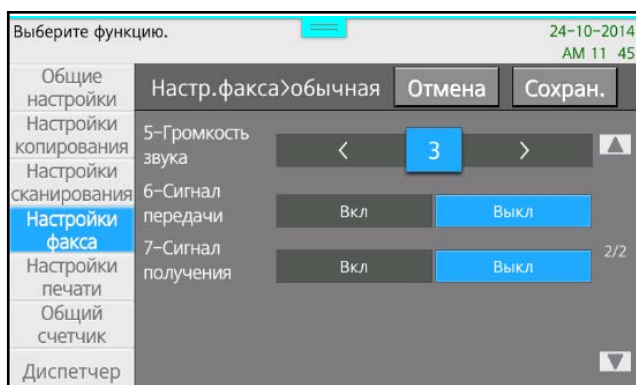 Выберите функцию.
24-10-2014
AM 11 45
Общие
настройки
Настройки
копирования
Настройки
сканирования
Настройки
факса
Настройки
печати
Общий
счетчик
Диспетчер
Настр.факса>обычная
Отмена
Сохран.
5-Громкость
звука
<
3
>
6-Сигнал
передачи
Вкл
Выкл
7-Сигнал
получения
Вкл
Выкл
2/2